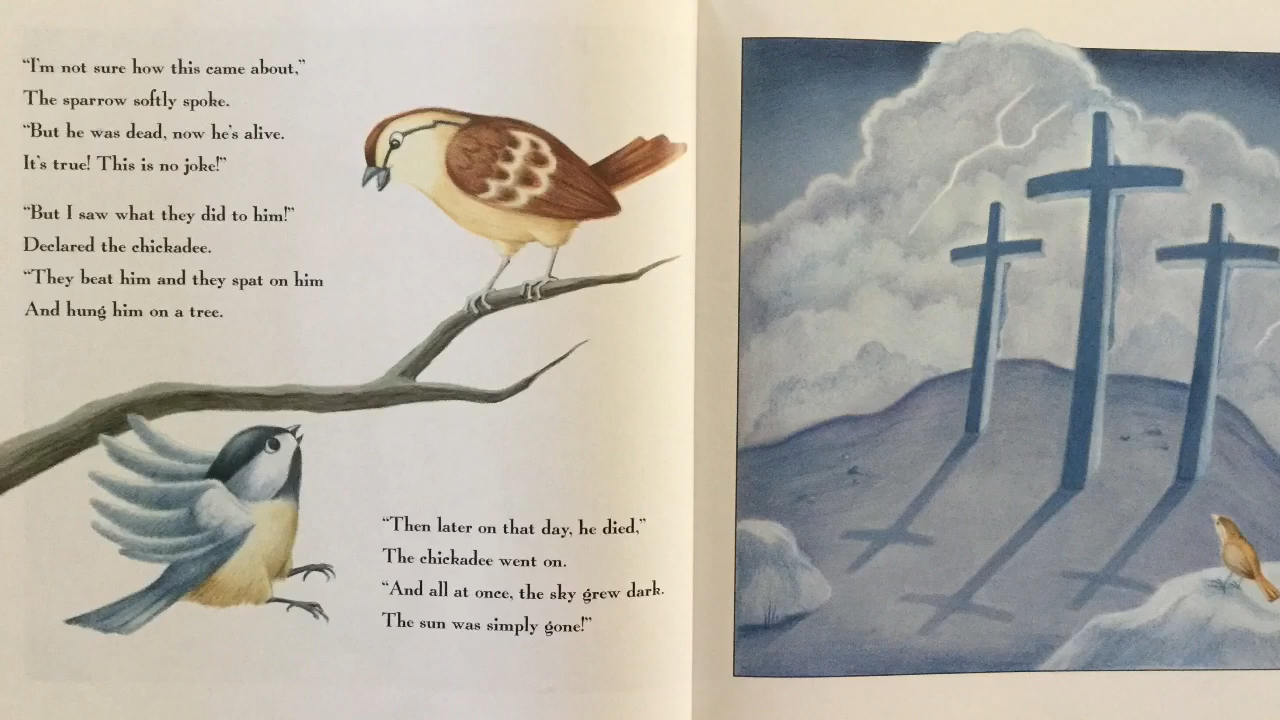 “I’m not sure how this came about,”
The sparrow softly spoke.
“But he was dead, now he’s alive.
It’s true! This is no joke!”
“But I saw what they did to him!”
Declared the chickadee.
“They beat him and they spat on him
And hung him on a tree.
“Then later on that day, he died,”
The chickadee went on.
“And all at once, the sky grew dark.
The sun was simply gone!”